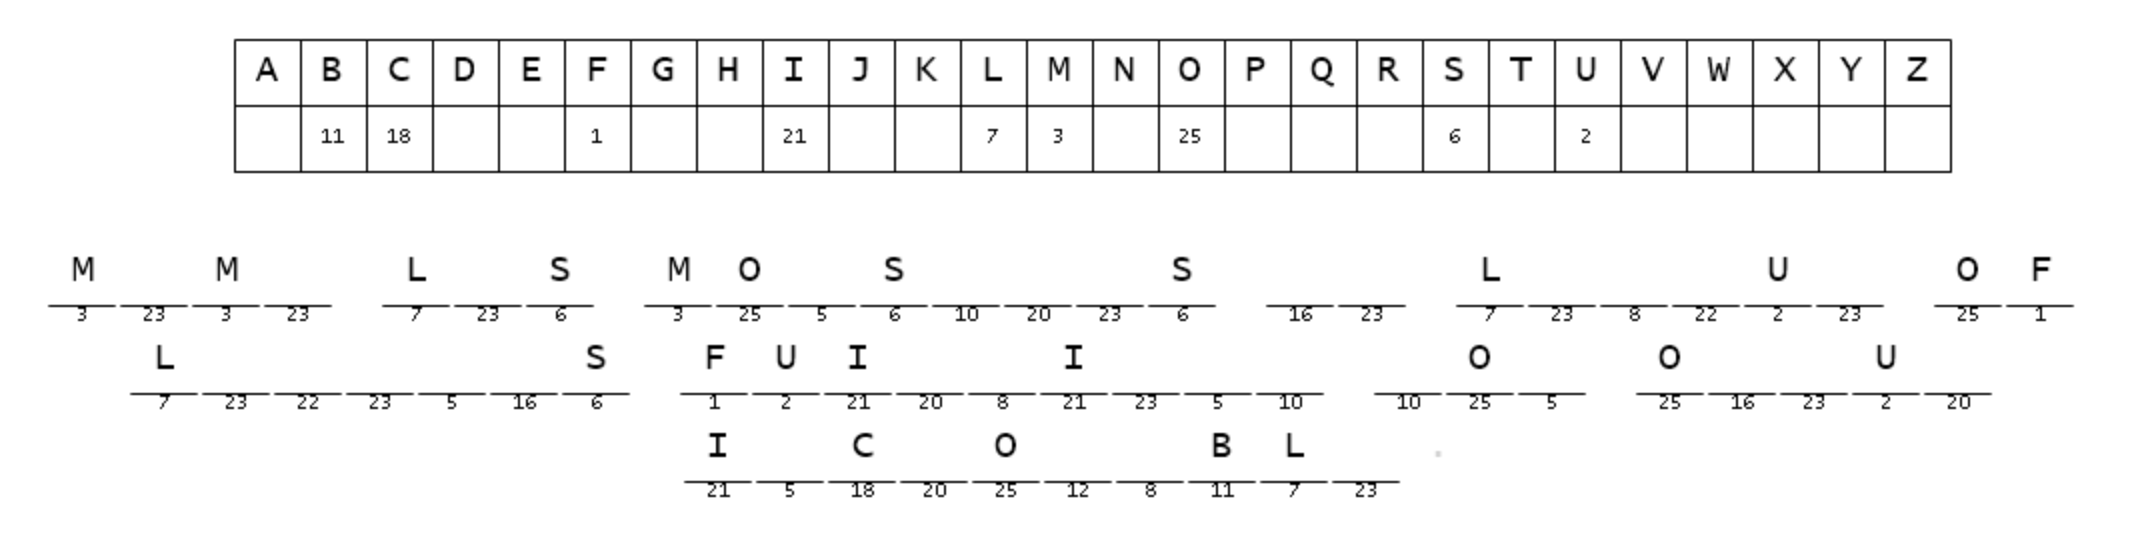 A B C D E F G H I J K L M N O P Q R S T U V W X Y Z
11 18 1 21 7 3 25 6 2
M M L S M O S S L U O F
3 23 3 23 7 23 6 3 25 5 6 10 20 23 6 16 23 7 23 8 22 2 23 25 1
L S F U I I O O U
7 23 22 23 5 16 6 1 2 21 20 8 21 23 5 10 10 25 5 25 16 23 2 20
I C O B L .
21 5 18 20 25 12 8 11 7 23